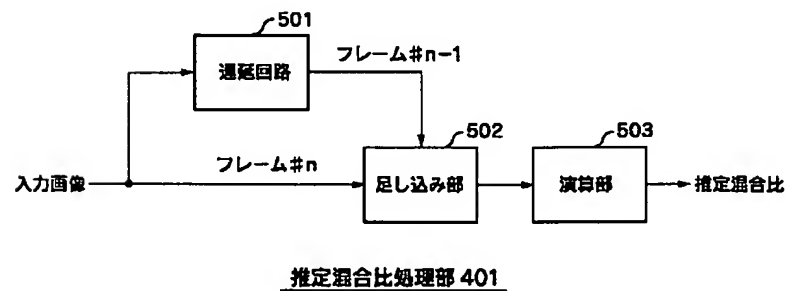 501
遅延回路
フレーム#n-1
502
503
フレーム#n
入力画像
足し込み部
演算部
推定混合比
推定混合比処理部 401